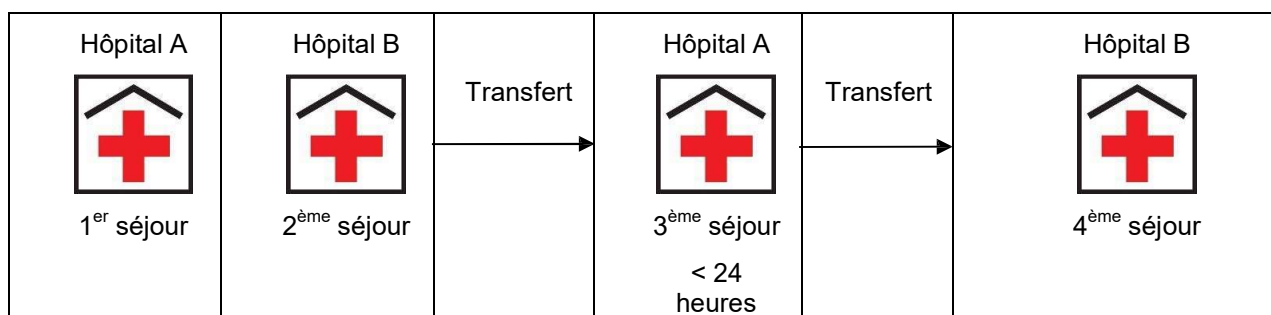 Hôpital A
1er séjour
Hôpital B
2ème séjour
Transfert
Hôpital A
3ème séjour
< 24
heures
Transfert
Hôpital B
4ème séjour